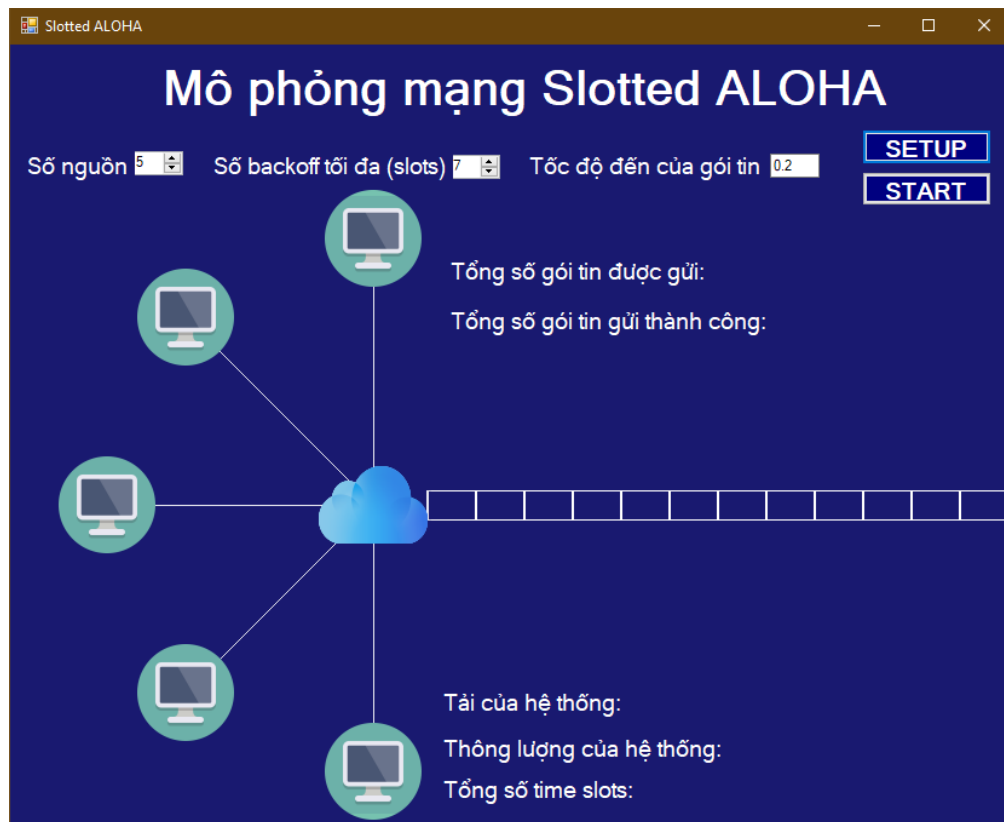 Slotted ALOHA
Mô phỏng mạng Slotted ALOHA
Số nguồn 5 Số backoff tối đa (slots) 7 Tốc độ đến của gói tin 0.2
SETUP
START
Tổng số gói tin được gửi:
Tổng số gói tin gửi thành công:
Tải của hệ thống:
Thông lượng của hệ thống:
Tổng số time slots: